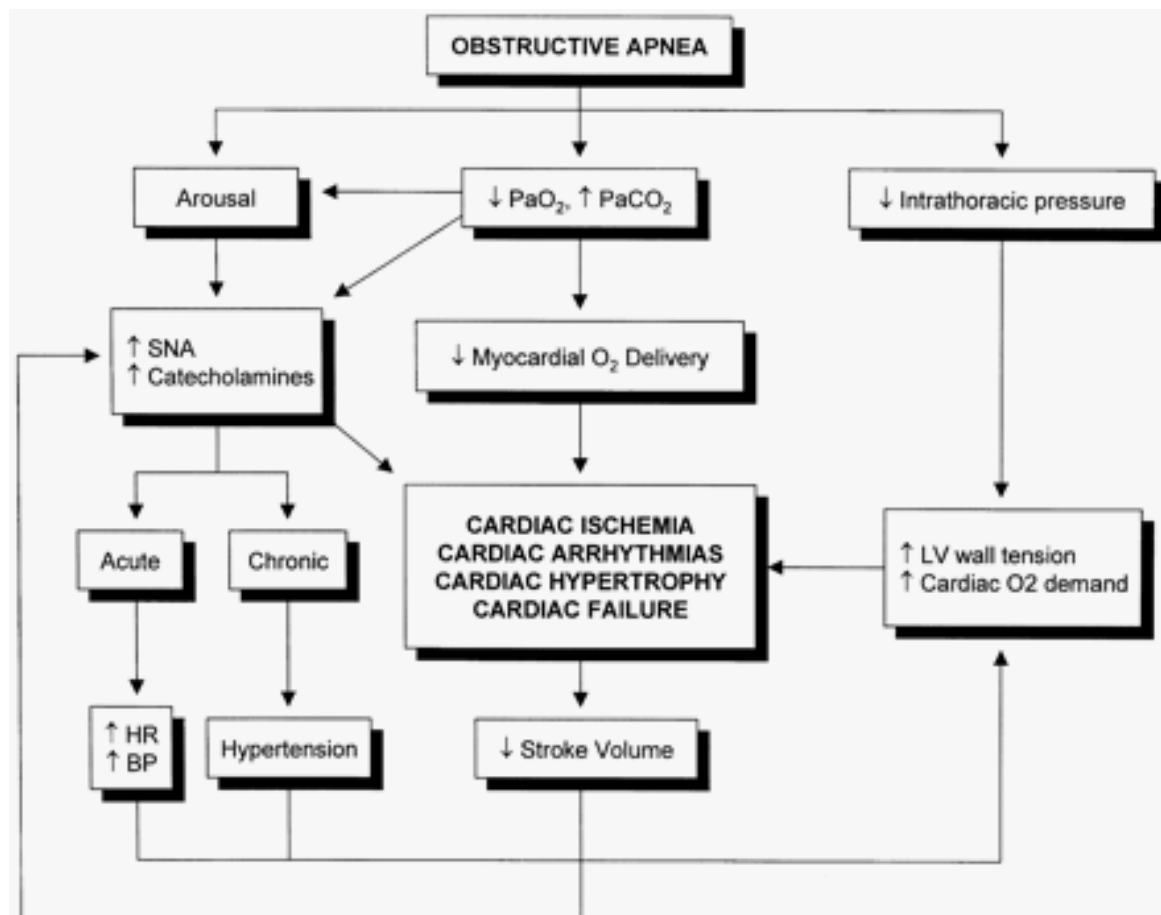 OBSTRUCTIVE APNEA
Arousal
↓ PaO₂, ↑ PaCO₂
↓ Intrathoracic pressure
↑ SNA
↑ Catecholamines
↓ Myocardial O₂ Delivery
Acute
Chronic
CARDIAC ISCHEMIA
CARDIAC ARRHYTHMIAS
CARDIAC HYPERTROPHY
CARDIAC FAILURE
↑ LV wall tension
↑ Cardiac O2 demand
↑ HR
↑ BP
Hypertension
↓ Stroke Volume